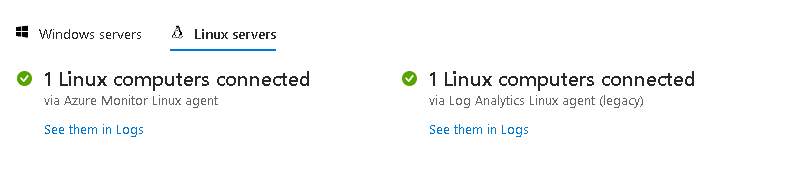 Windows servers
Linux servers
1 Linux computers connected
via Azure Monitor Linux agent
See them in Logs
1 Linux computers connected
via Log Analytics Linux agent (legacy)
See them in Logs